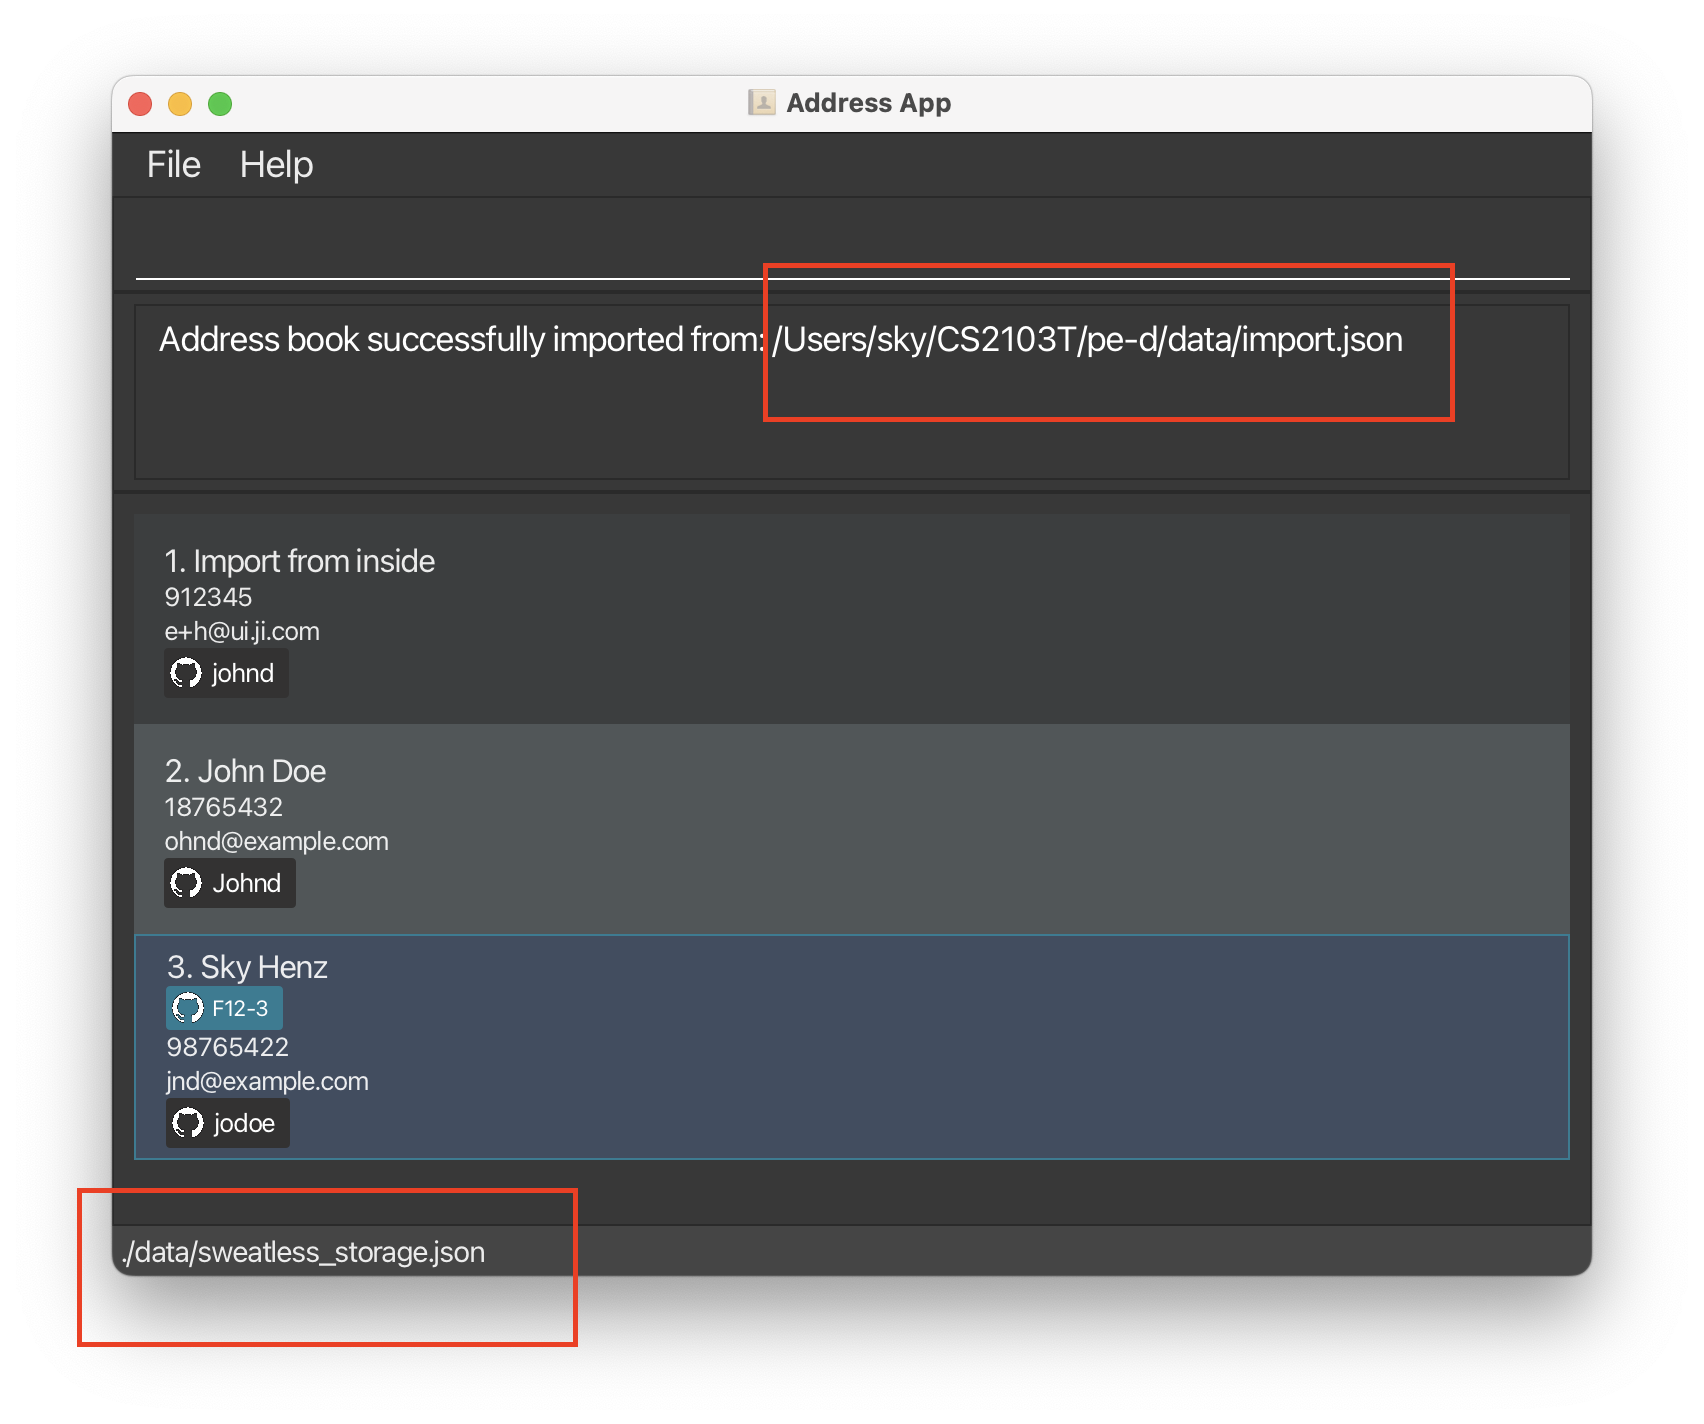 Address App
File Help
Address book successfully imported from: /Users/sky/CS2103T/pe-d/data/import.json
1. Import from inside
912345
e+h@ui.ji.com
johnd
2. John Doe
18765432
ohnd@example.com
Johnd
3. Sky Henz
F12-3
98765422
jnd@example.com
jodoe
./data/sweatless_storage.json